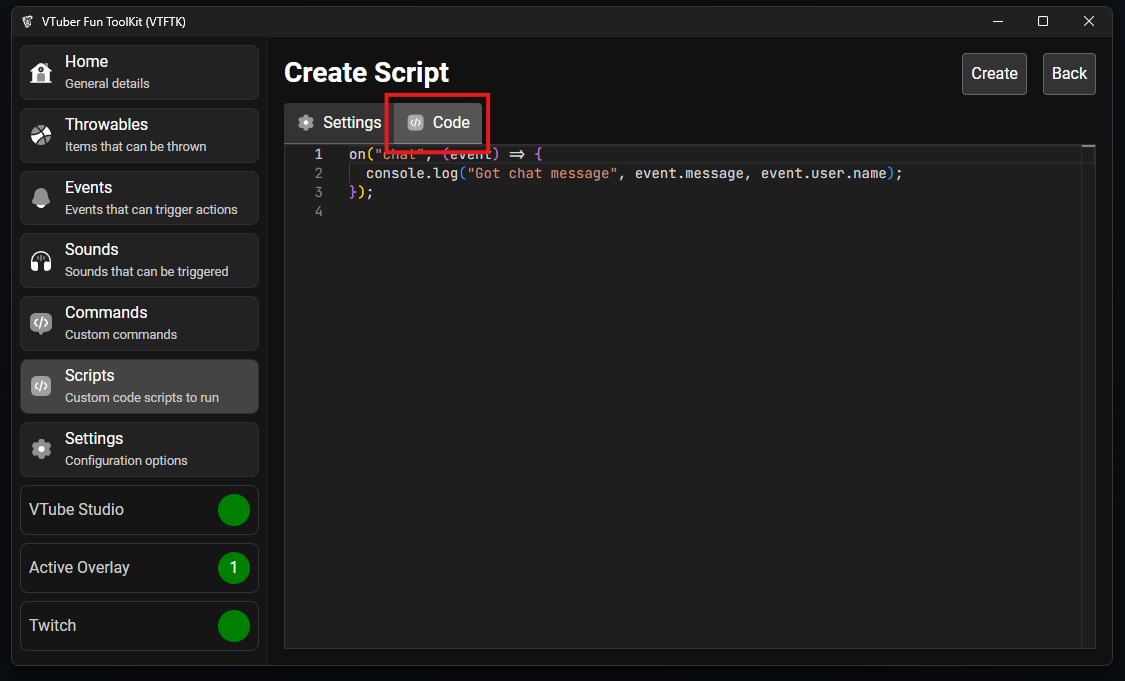 VTuber Fun ToolKit (VTFTK)
Home
General details
Throwables
Items that can be thrown
Events
Events that can trigger actions
Sounds
Sounds that can be triggered
Commands
Custom commands
Scripts
Custom code scripts to run
Settings
Configuration options
VTube Studio
Active Overlay 1
Twitch
Create Script
Create Back
Settings Code
1 on("chat", (event) => {
2   console.log("Got chat message", event.message, event.user.name);
3 });
4